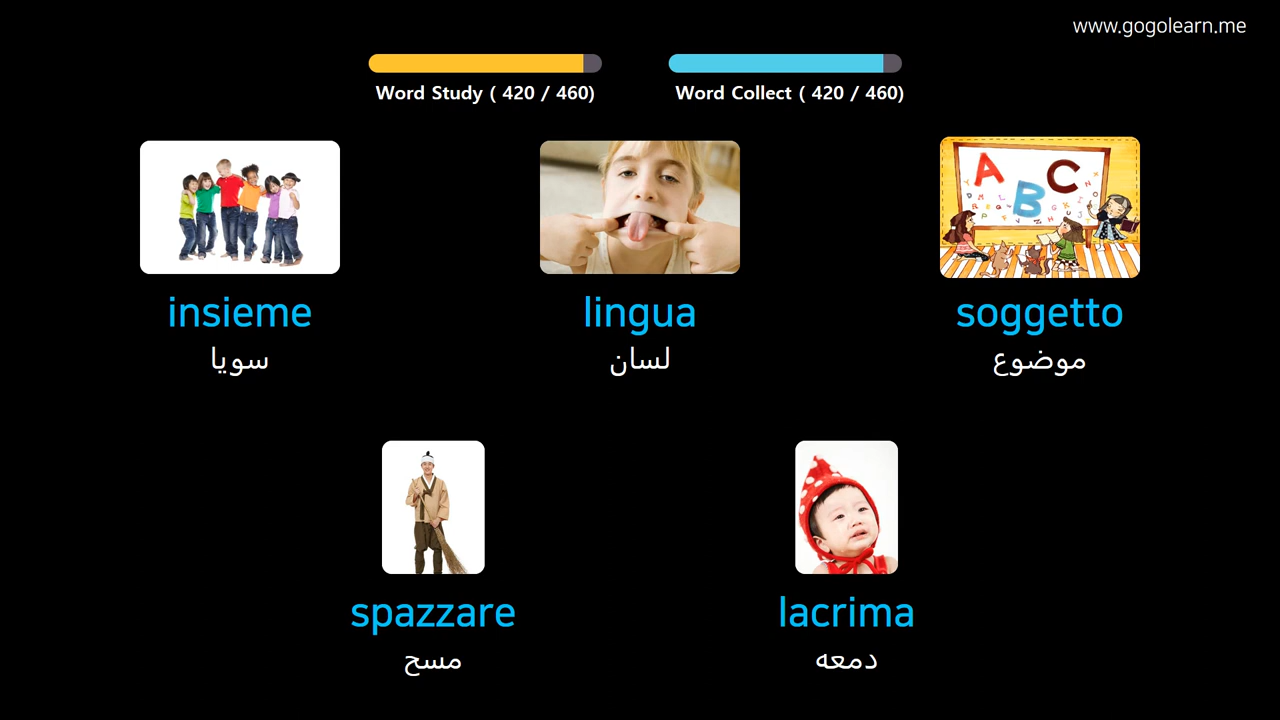 www.gogolearn.me
Word Study ( 420 / 460)
Word Collect ( 420 / 460)
A B C
insieme
lingua
soggetto
سويا
لسان
موضوع
spazzare
lacrima
مسح
دمعه